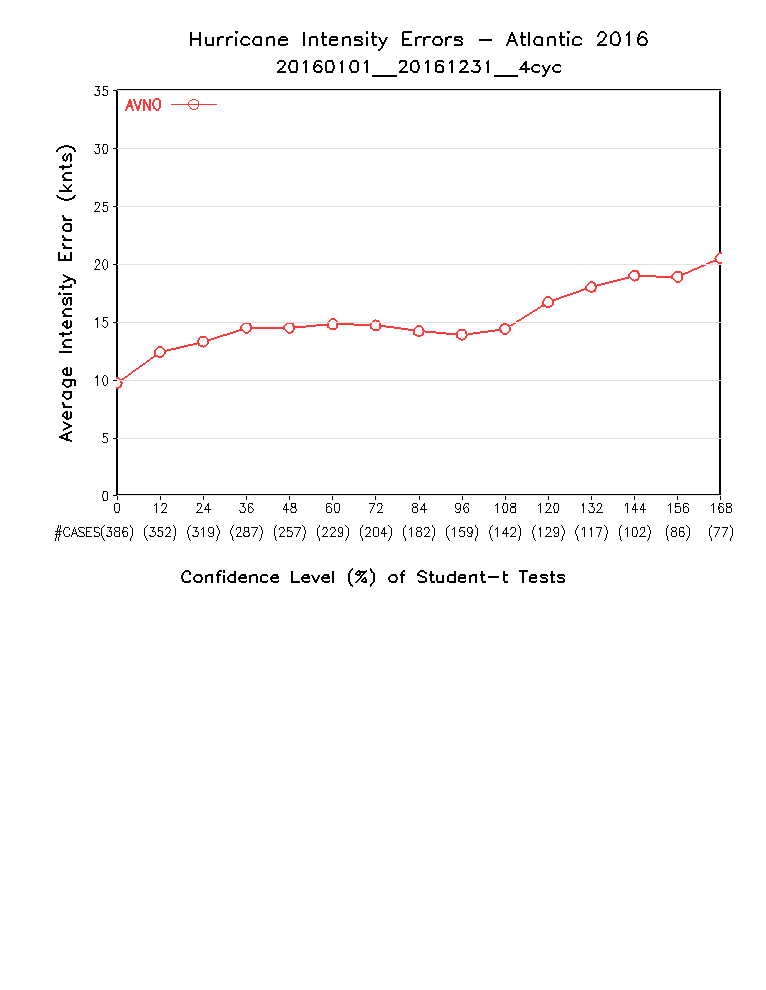 Hurricane Intensity Errors - Atlantic 2016
20160101__20161231__4cyc
AVNO
Average Intensity Error (knts)
35
30
25
20
15
10
5
0
0 12 24 36 48 60 72 84 96 108 120 132 144 156 168
#CASES(386) (352) (319) (287) (257) (229) (204) (182) (159) (142) (129) (117) (102) (86) (77)
Confidence Level (%) of Student-t Tests